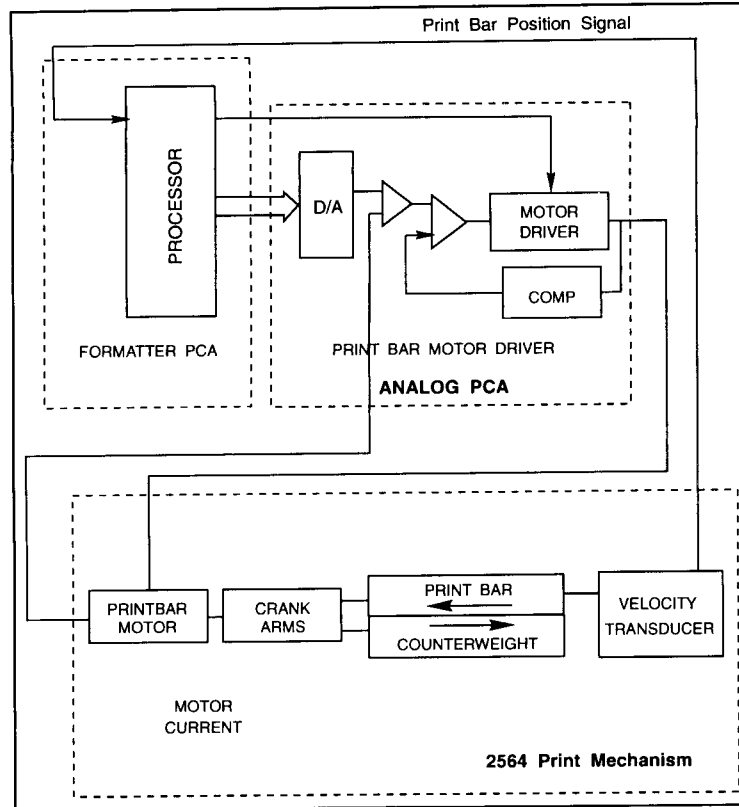 Print Bar Position Signal
PROCESSOR
D/A
MOTOR
DRIVER
COMP
FORMATTER PCA
PRINT BAR MOTOR DRIVER
ANALOG PCA
PRINTBAR
MOTOR
CRANK
ARMS
PRINT BAR
COUNTERWEIGHT
VELOCITY
TRANSDUCER
MOTOR
CURRENT
2564 Print Mechanism